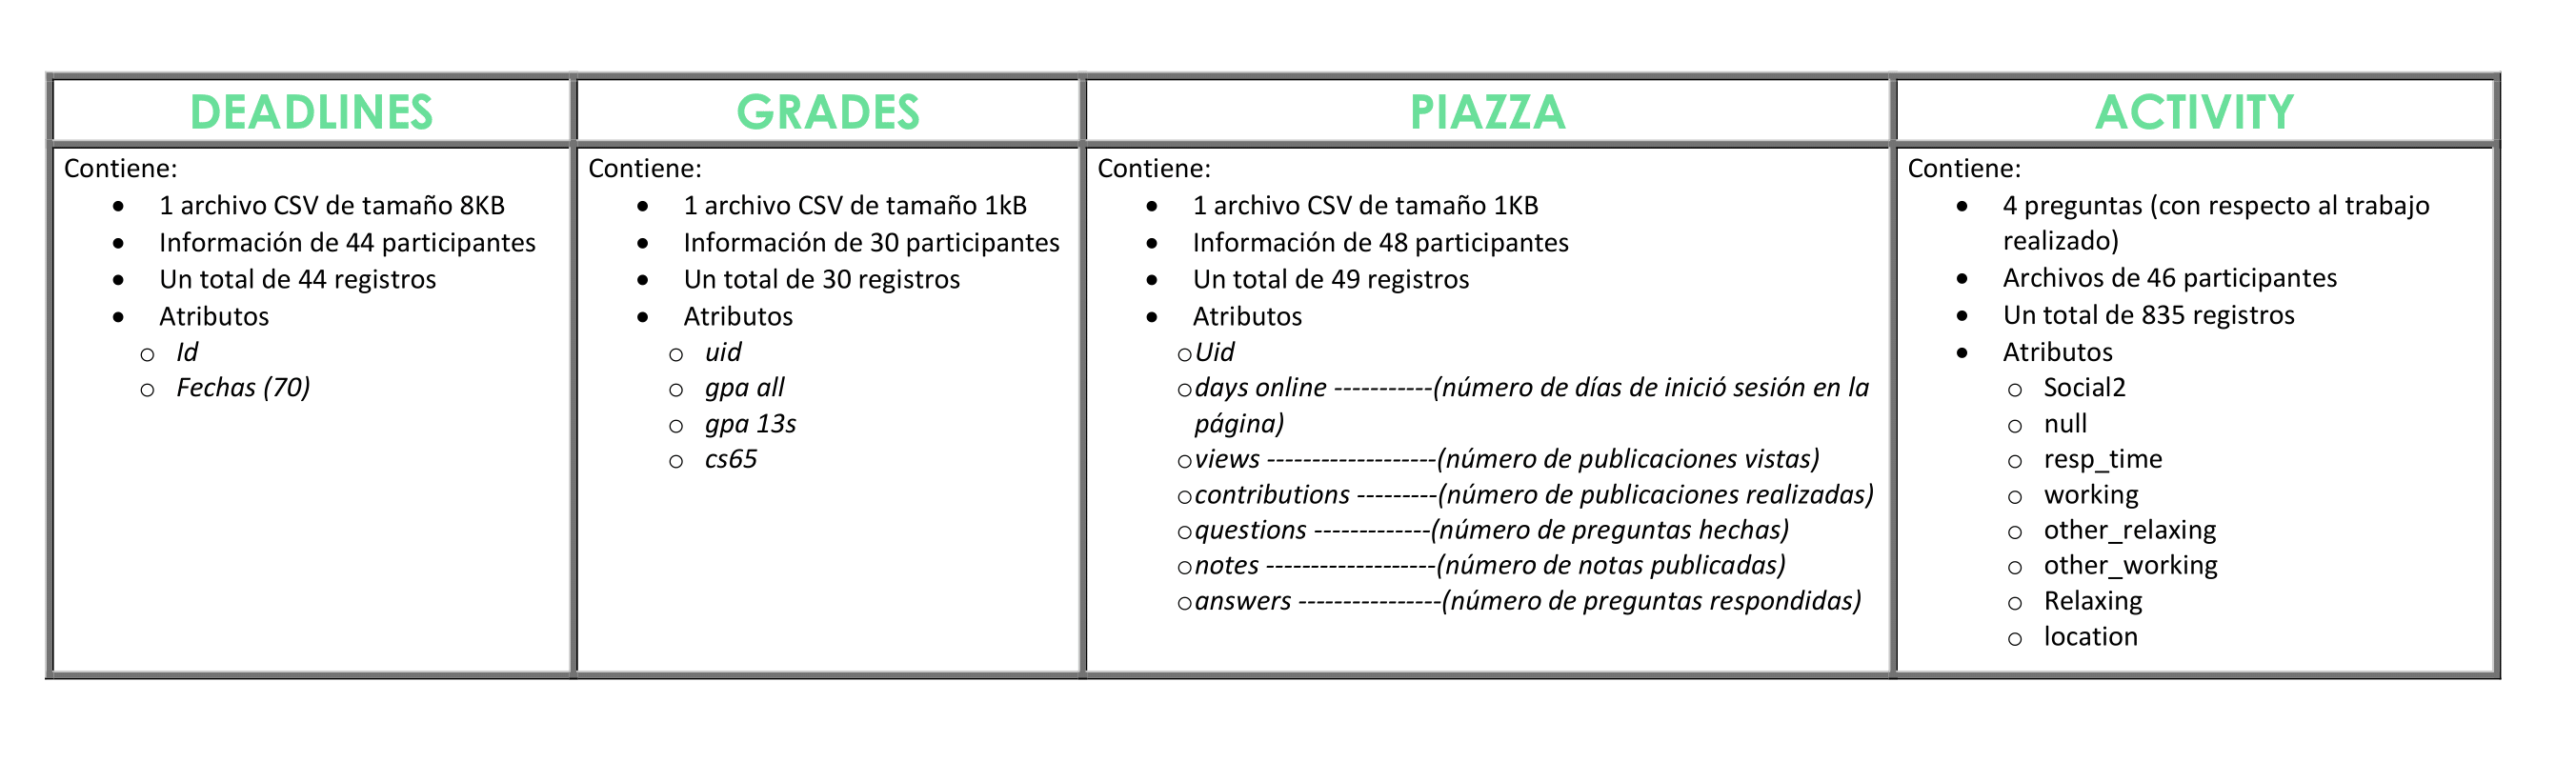 DEADLINES
Contiene:
• 1 archivo CSV de tamaño 8KB
• Información de 44 participantes
• Un total de 44 registros
• Atributos
o Id
o Fechas (70)
GRADES
Contiene:
• 1 archivo CSV de tamaño 1kB
• Información de 30 participantes
• Un total de 30 registros
• Atributos
o uid
o gpa all
o gpa 13s
o cs65
PIAZZA
Contiene:
• 1 archivo CSV de tamaño 1KB
• Información de 48 participantes
• Un total de 49 registros
• Atributos
o Uid
o days online -----------(número de días de inició sesión en la
página)
o views -------------------(número de publicaciones vistas)
o contributions ---------(número de publicaciones realizadas)
o questions -------------(número de preguntas hechas)
o notes -------------------(número de notas publicadas)
o answers ----------------(número de preguntas respondidas)
ACTIVITY
Contiene:
• 4 preguntas (con respecto al trabajo
realizado)
• Archivos de 46 participantes
• Un total de 835 registros
• Atributos
o Social2
o null
o resp_time
o working
o other_relaxing
o other_working
o Relaxing
o location